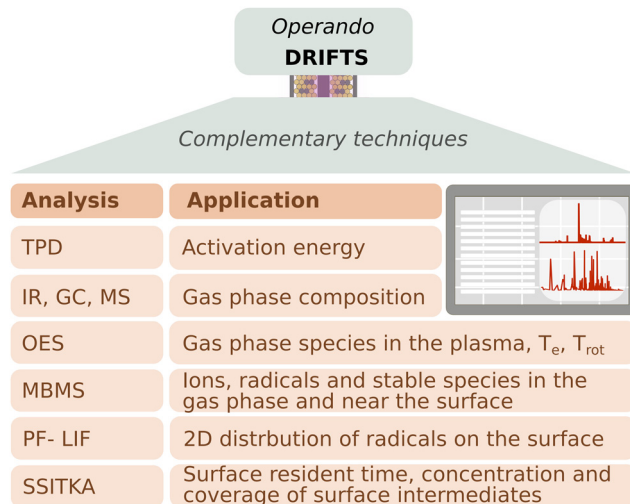 Operando
DRIFTS
Complementary techniques
Analysis Application
TPD Activation energy
IR, GC, MS Gas phase composition
OES Gas phase species in the plasma, Te, Trot
MBMS Ions, radicals and stable species in the
gas phase and near the surface
PF- LIF 2D distrbution of radicals on the surface
SSITKA Surface resident time, concentration and
coverage of surface intermediates